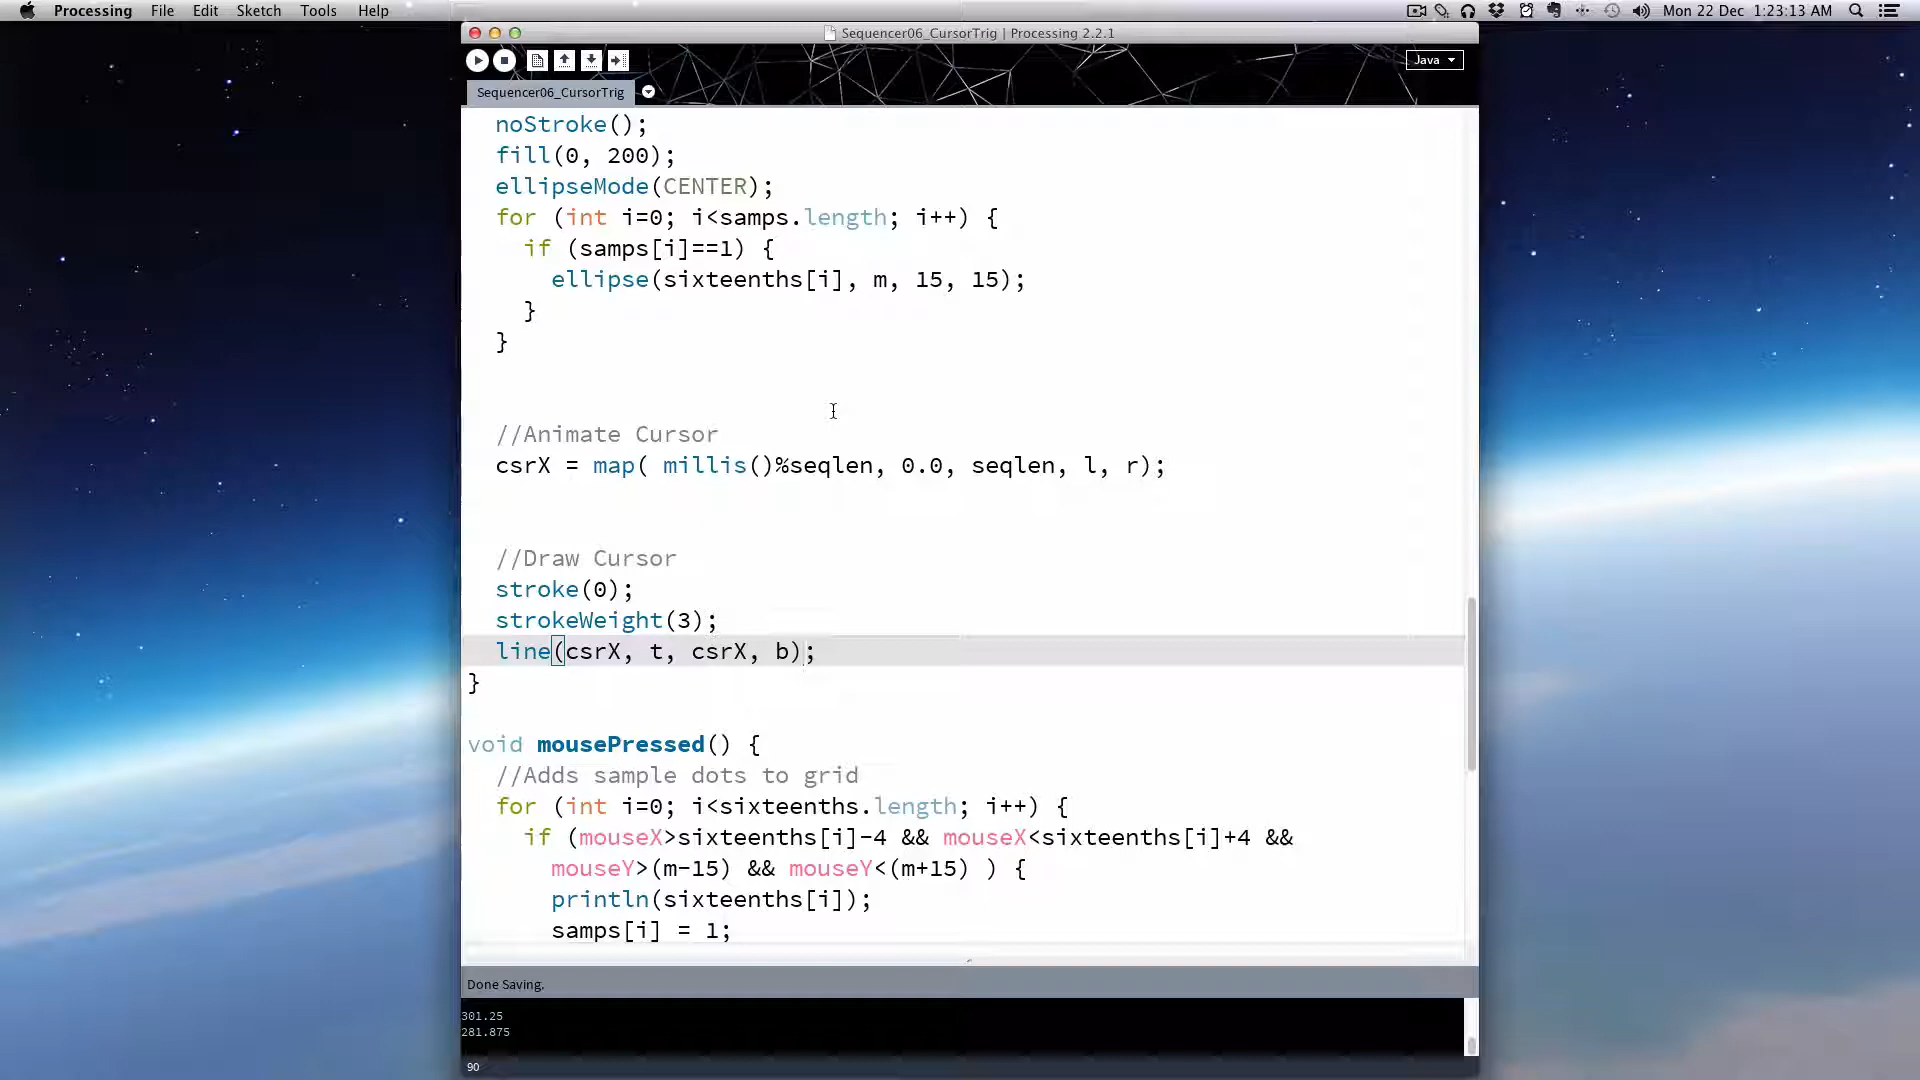 Processing File Edit Sketch Tools Help Mon 22 Dec 1:23:13 AM
Sequencer06_CursorTrig | Processing 2.2.1
Java
Sequencer06_CursorTrig
noStroke();
fill(0, 200);
ellipseMode(CENTER);
for (int i=0; i<samps.length; i++) {
if (samps[i]==1) {
ellipse(sixteenths[i], m, 15, 15);
}
}
//Animate Cursor
csrX = map( millis()%seqlen, 0.0, seqlen, l, r);
//Draw Cursor
stroke(0);
strokeWeight(3);
line(csrX, t, csrX, b);
}
void mousePressed() {
//Adds sample dots to grid
for (int i=0; i<sixteenths.length; i++) {
if (mouseX>sixteenths[i]-4 && mouseX<sixteenths[i]+4 &&
mouseY>(m-15) && mouseY<(m+15) ) {
println(sixteenths[i]);
samps[i] = 1;
Done Saving.
301.25
281.875
90